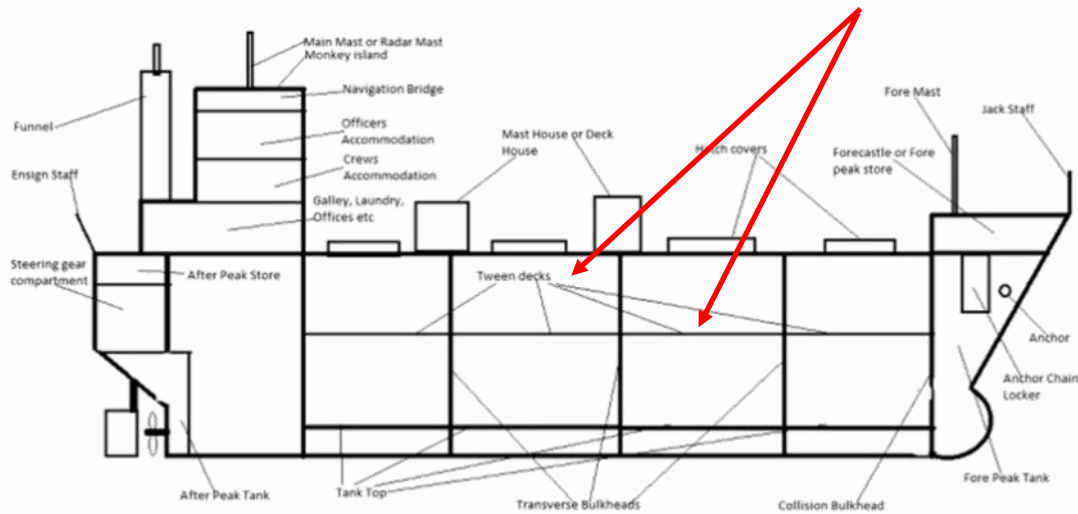 Main Mast or Radar Mast
Monkey island
Navigation Bridge
Fore Mast
Jack Staff
Funnel
Officers
Accommodation
Mast House or Deck
House
Hatch covers
Forecastle or Fore
peak store
Crews
Accommodation
Ensign Staff
Galley, Laundry,
Offices etc
Steering gear
compartment
After Peak Store
Tween decks
Anchor
Anchor Chain
Locker
After Peak Tank
Tank Top
Transverse Bulkheads
Collision Bulkhead
Fore Peak Tank